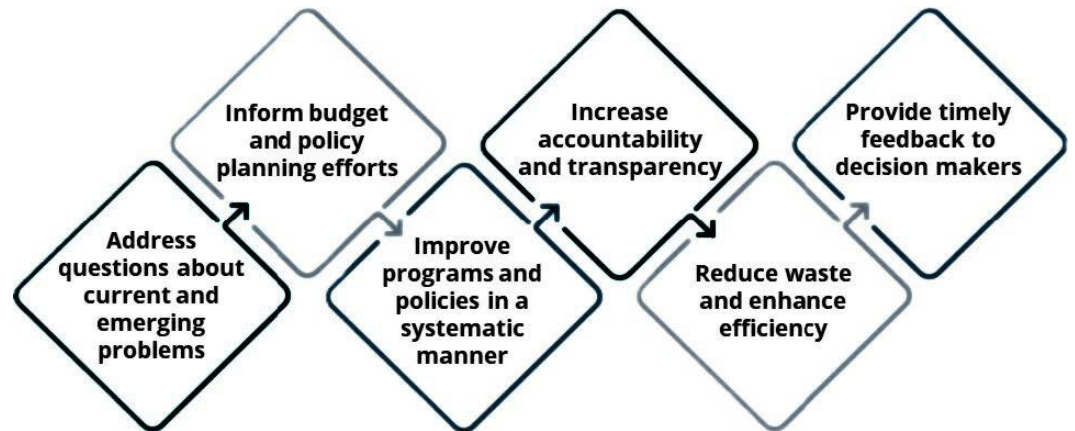 Address
questions about
current and
emerging
problems
Inform budget
and policy
planning efforts
Improve
programs and
policies in a
systematic
manner
Increase
accountability
and transparency
Reduce waste
and enhance
efficiency
Provide timely
feedback to
decision makers